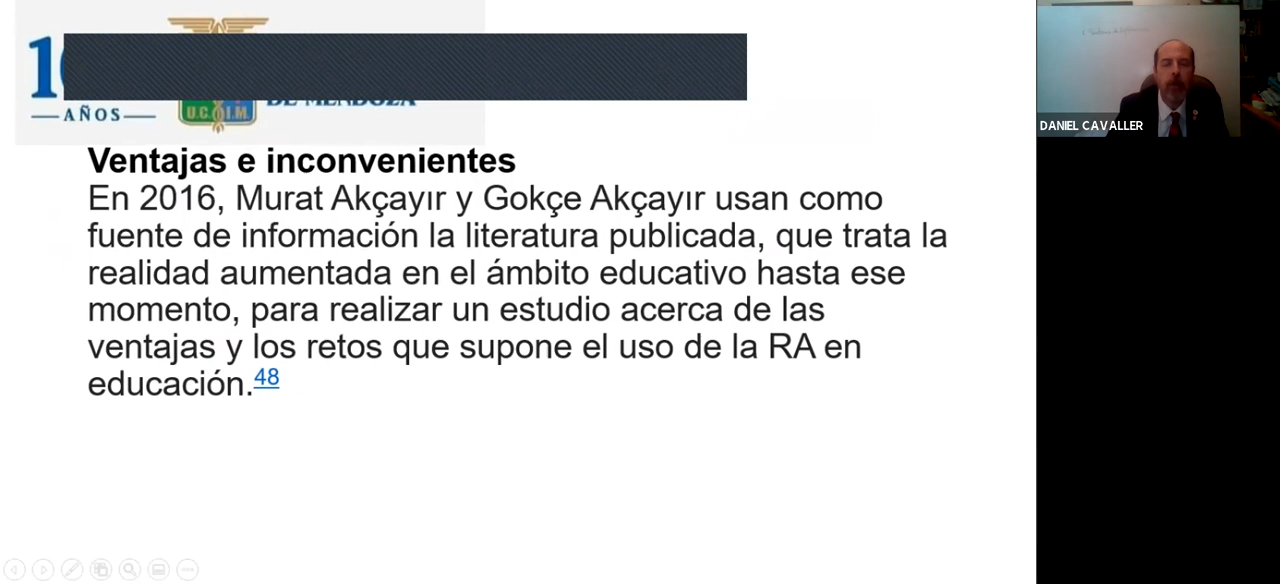 AÑOS
U.C. I.M.
DE MENDOZA
Ventajas e inconvenientes
En 2016, Murat Akçayır y Gokçe Akçayır usan como
fuente de información la literatura publicada, que trata la
realidad aumentada en el ámbito educativo hasta ese
momento, para realizar un estudio acerca de las
ventajas y los retos que supone el uso de la RA en
educación.48
DANIEL CAVALLER